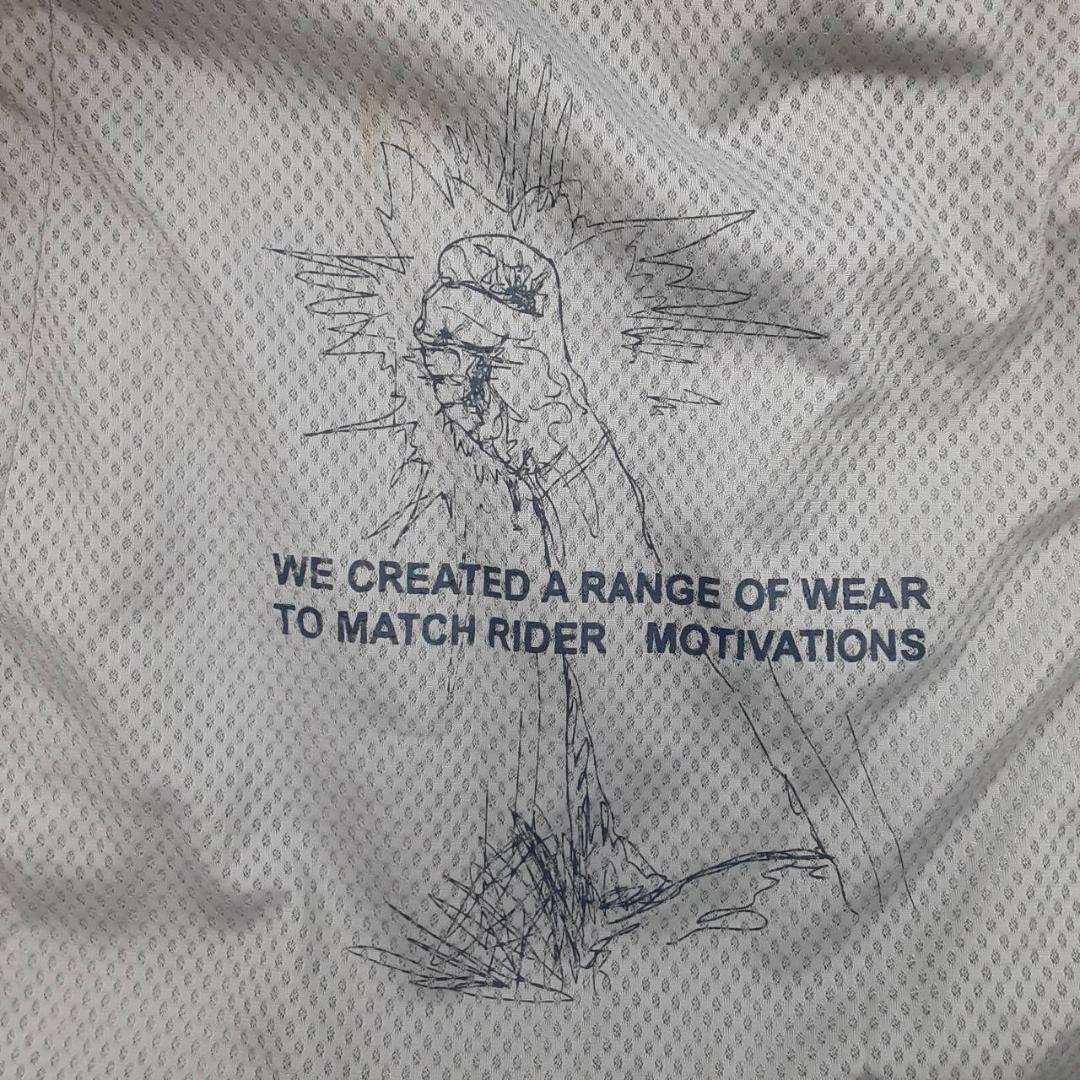 WE CREATED A RANGE OF WEAR
TO MATCH RIDER MOTIVATIONS